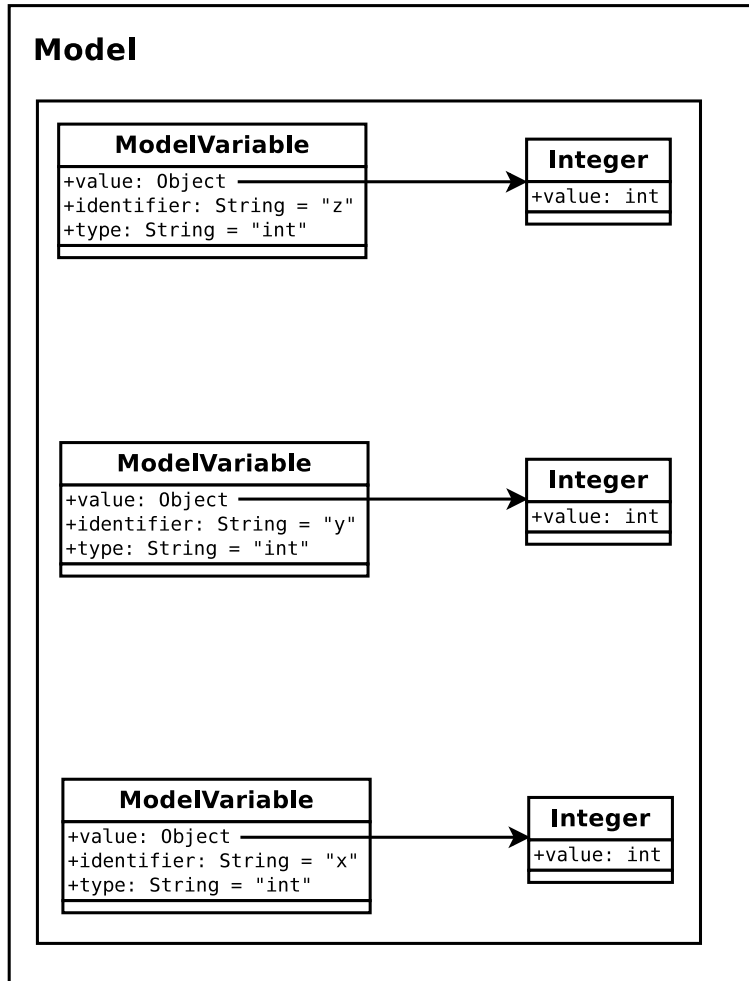 Model
ModelVariable
+value: Object
+identifier: String = "z"
+type: String = "int"
Integer
+value: int
ModelVariable
+value: Object
+identifier: String = "y"
+type: String = "int"
Integer
+value: int
ModelVariable
+value: Object
+identifier: String = "x"
+type: String = "int"
Integer
+value: int